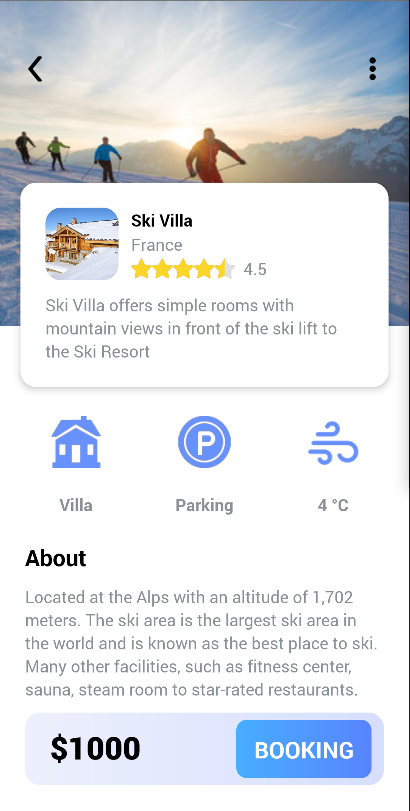 Ski Villa
France
4.5
Ski Villa offers simple rooms with
mountain views in front of the ski lift to
the Ski Resort
P
Villa
Parking
4 °C
About
Located at the Alps with an altitude of 1,702
meters. The ski area is the largest ski area in
the world and is known as the best place to ski.
Many other facilities, such as fitness center,
sauna, steam room to star-rated restaurants.
$1000
BOOKING